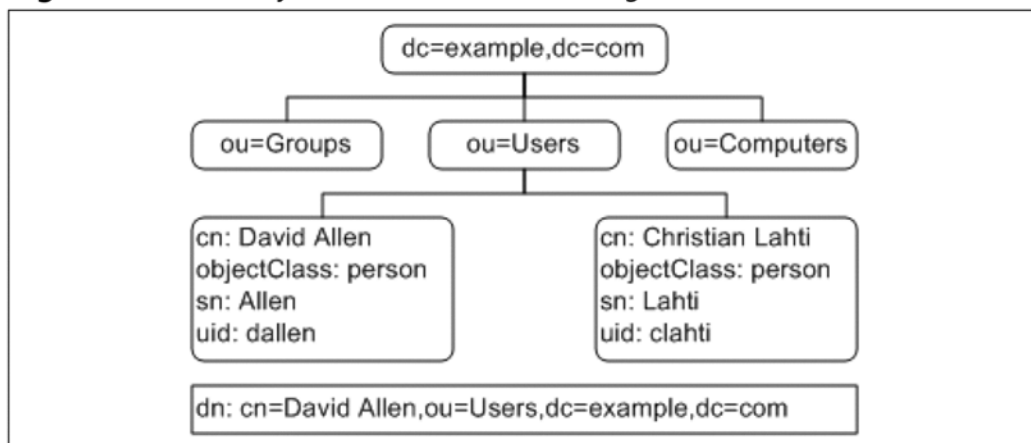 dc=example,dc=com
ou=Groups
ou=Users
ou=Computers
cn: David Allen
objectClass: person
sn: Allen
uid: dallen
cn: Christian Lahti
objectClass: person
sn: Lahti
uid: clahti
dn: cn=David Allen,ou=Users,dc=example,dc=com